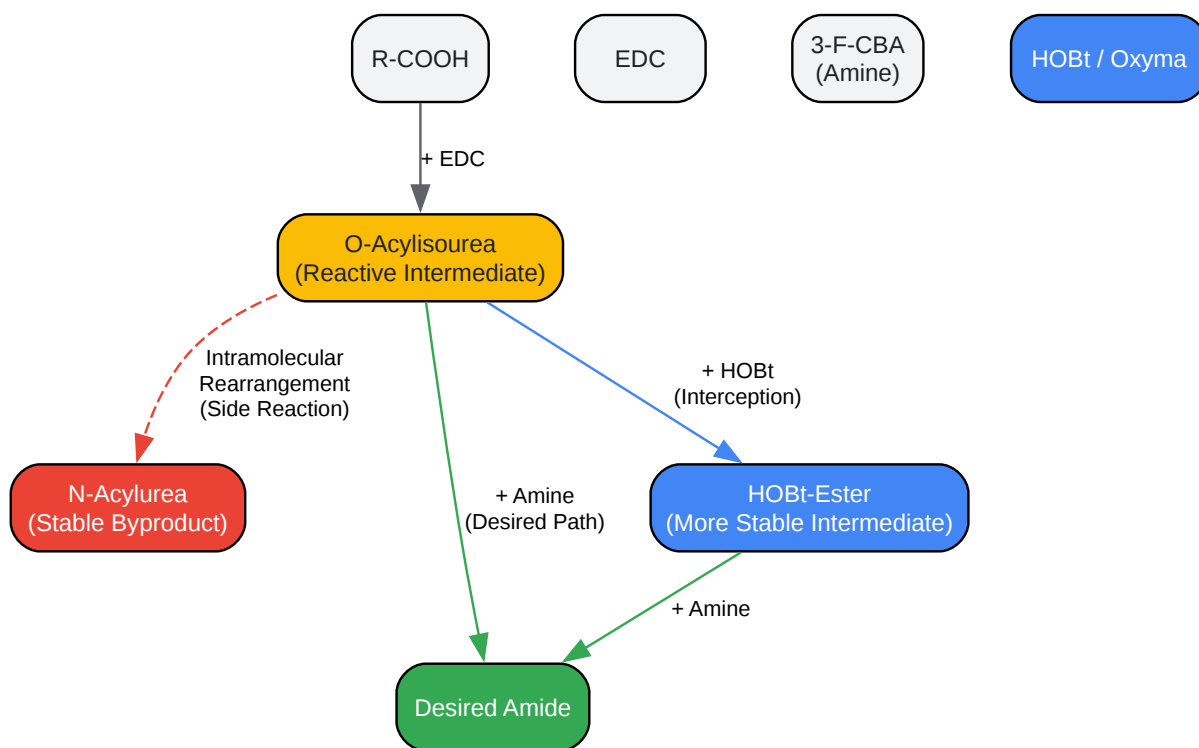 R-COOH
EDC
3-F-CBA
(Amine)
HOBt / Oxyma
+ EDC
O-Acylisourea
(Reactive Intermediate)
Intramolecular
Rearrangement
(Side Reaction)
+ HOBt
(Interception)
+ Amine
(Desired Path)
N-Acylurea
(Stable Byproduct)
HOBt-Ester
(More Stable Intermediate)
+ Amine
Desired Amide